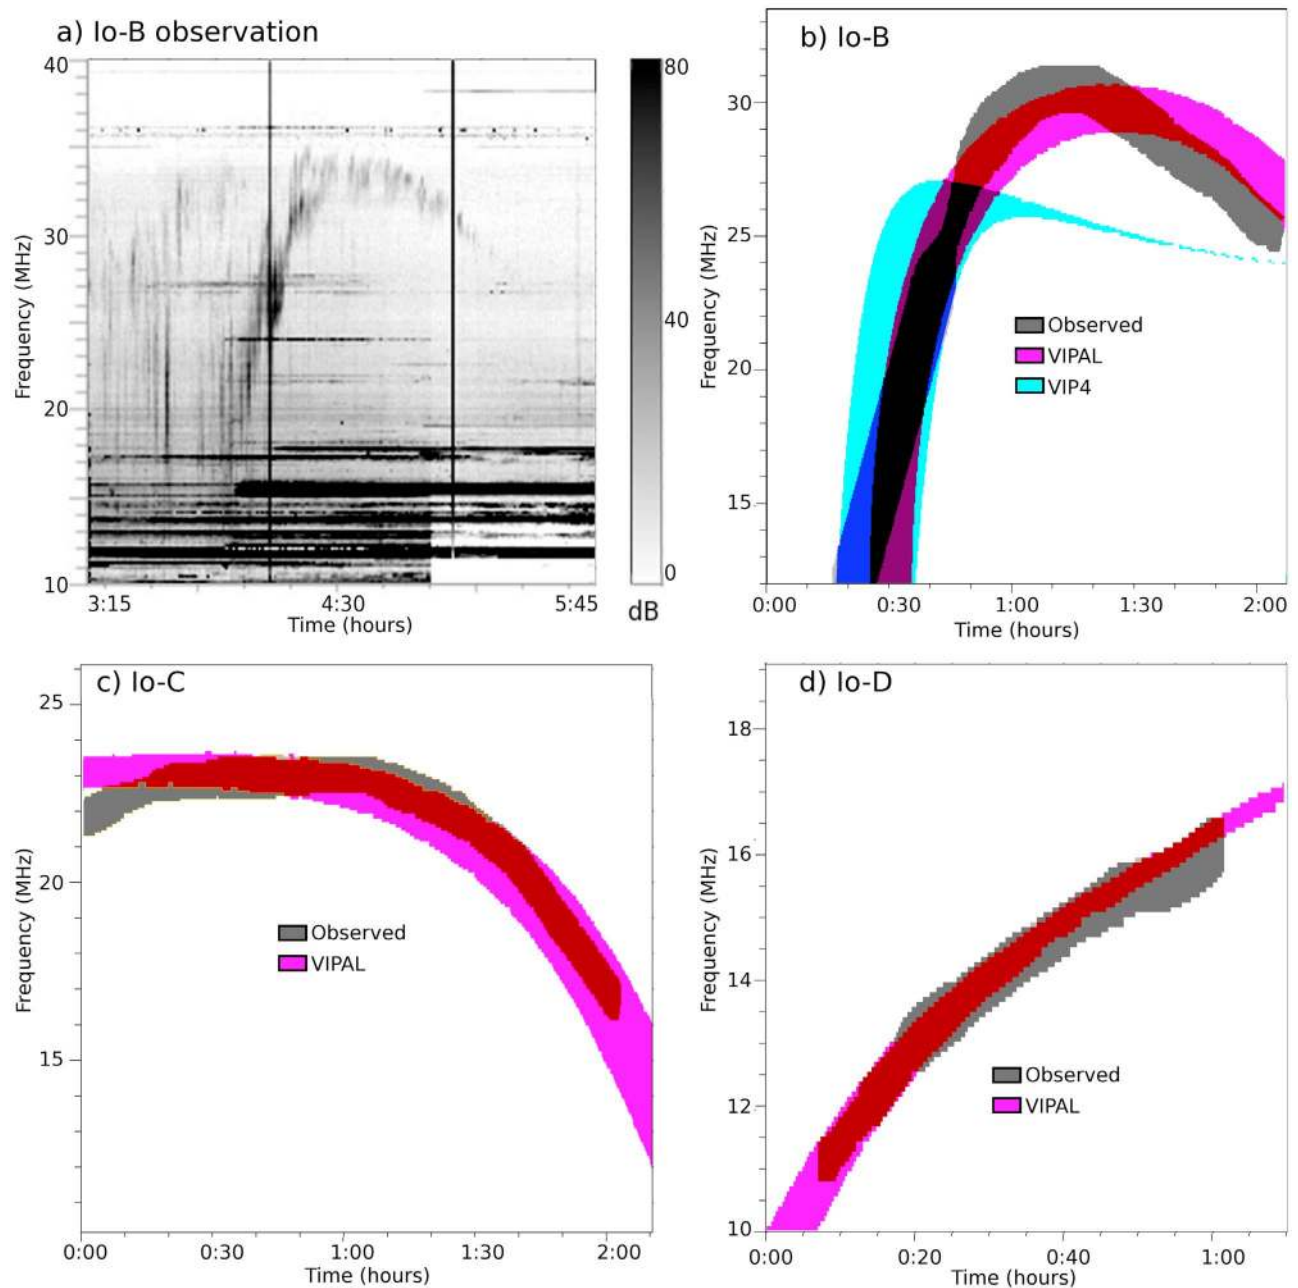 a) Io-B observation
40
30
20
10
Frequency (MHz)
3:15 4:30 5:45
Time (hours)
80
40
0
dB
b) Io-B
30
25
20
15
Frequency (MHz)
Observed
VIPAL
VIP4
0:00 0:30 1:00 1:30 2:00
Time (hours)
c) Io-C
25
20
15
Frequency (MHz)
Observed
VIPAL
0:00 0:30 1:00 1:30 2:00
Time (hours)
d) Io-D
18
16
14
12
10
Frequency (MHz)
Observed
VIPAL
0:00 0:20 0:40 1:00
Time (hours)